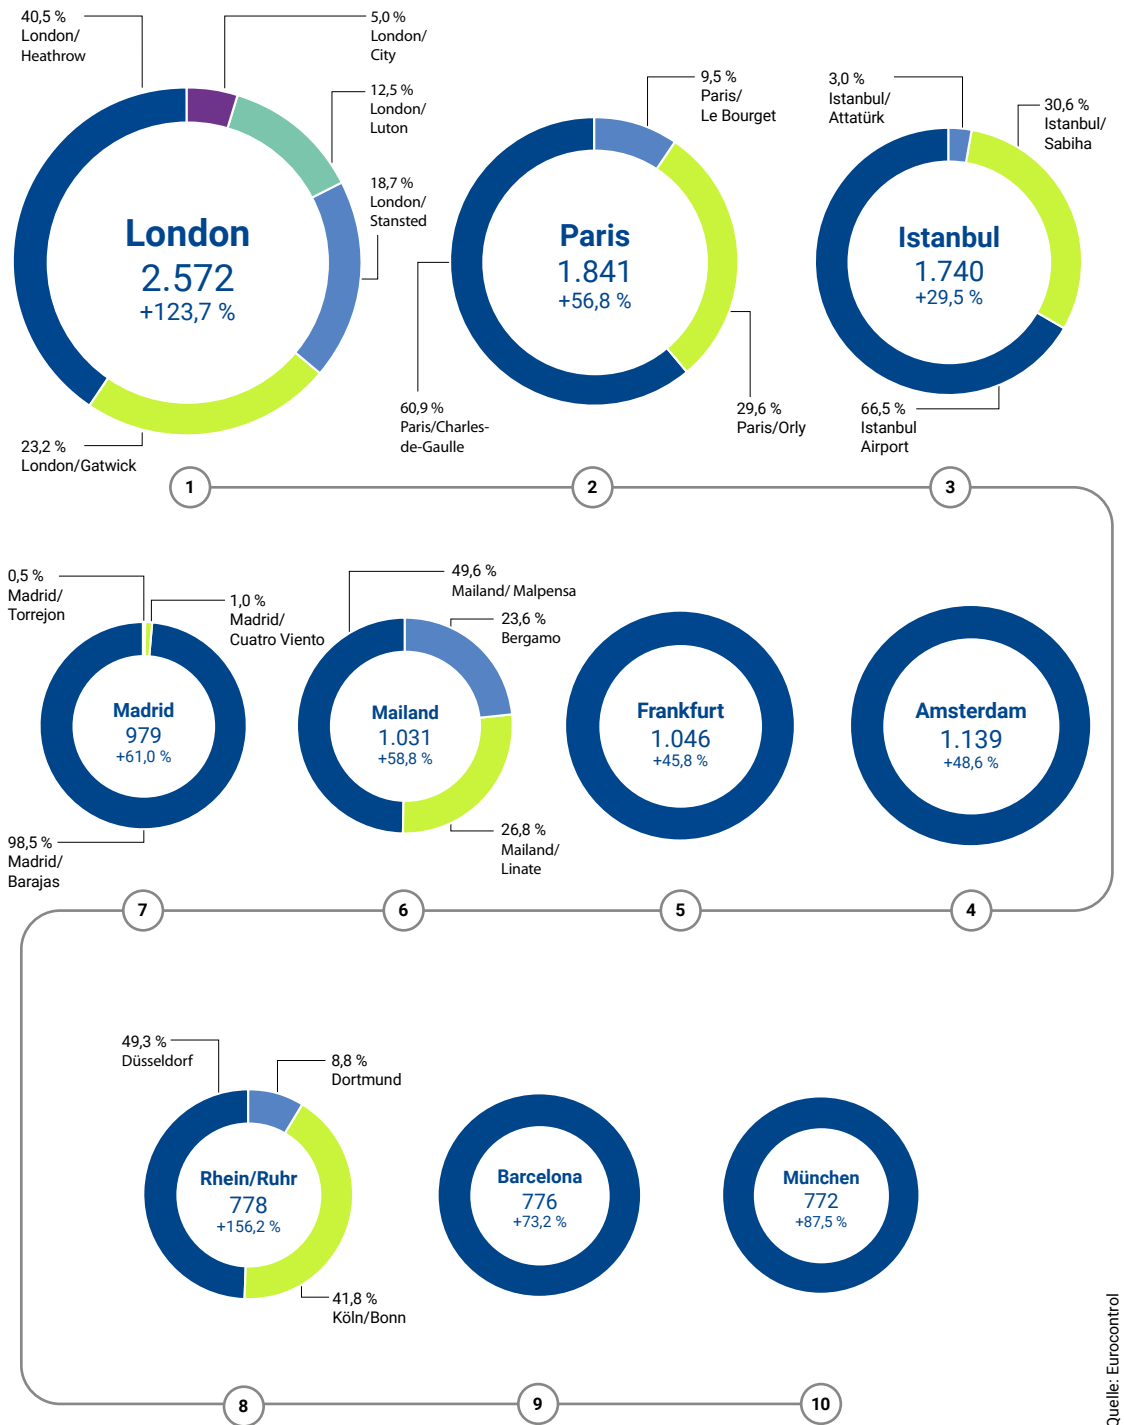 40,5 %
London/
Heathrow
5,0 %
London/
City
12,5 %
London/
Luton
18,7 %
London/
Stansted
23,2 %
London/Gatwick
London
2.572
+123,7 %
9,5 %
Paris/
Le Bourget
60,9 %
Paris/Charles-
de-Gaulle
29,6 %
Paris/Orly
Paris
1.841
+56,8 %
3,0 %
Istanbul/
Attatürk
30,6 %
Istanbul/
Sabiha
66,5 %
Istanbul
Airport
Istanbul
1.740
+29,5 %
1
2
3
0,5 %
Madrid/
Torrejon
1,0 %
Madrid/
Cuatro Viento
98,5 %
Madrid/
Barajas
Madrid
979
+61,0 %
49,6 %
Mailand/ Malpensa
23,6 %
Bergamo
26,8 %
Mailand/
Linate
Mailand
1.031
+58,8 %
Frankfurt
1.046
+45,8 %
Amsterdam
1.139
+48,6 %
7
6
5
4
49,3 %
Düsseldorf
8,8 %
Dortmund
41,8 %
Köln/Bonn
Rhein/Ruhr
778
+156,2 %
Barcelona
776
+73,2 %
München
772
+87,5 %
8
9
10
Quelle: Eurocontrol